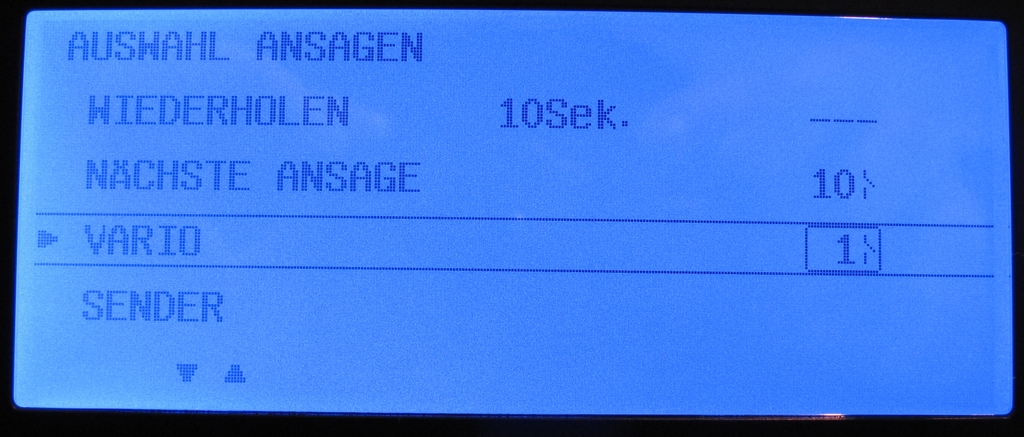 AUSWAHL ANSAGEN
WIEDERHOLEN 10Sek. ---
NÄCHSTE ANSAGE 10
VARIO 1
SENDER